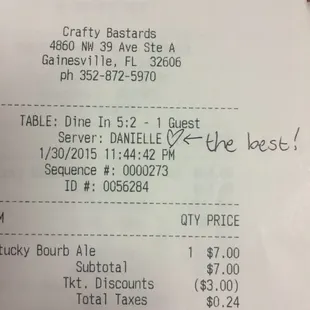 Crafty Bastards
4860 NW 39 Ave Ste A
Gainesville, FL 32606
ph 352-872-5970
TABLE: Dine In 5:2 - 1 Guest
Server: DANIELLE ♡ ← the best!
1/30/2015 11:44:42 PM
Sequence #: 0000273
ID #: 0056284
M QTY PRICE
tucky Bourb Ale 1 $7.00
Subtotal $7.00
Tkt. Discounts ($3.00)
Total Taxes $0.24